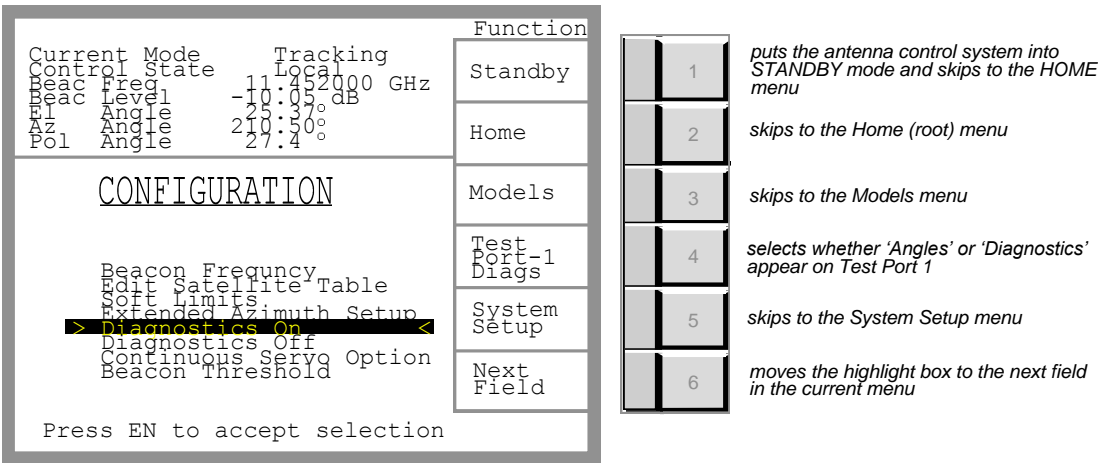 Function
Current Mode Tracking
Control State Local
Beac Freq 11.452000 GHz
Beac Level -10.05 dB
El Angle 25.37°
Az Angle 210.50°
Pol Angle 27.4 °
CONFIGURATION
Beacon Frequncy
Edit Satellite Table
Soft Limits
Extended Azimuth Setup
> Diagnostics On <
Diagnostics Off
Continuous Servo Option
Beacon Threshold
Press EN to accept selection
Standby
Home
Models
Test
Port-1
Diags
System
Setup
Next
Field
1
puts the antenna control system into
STANDBY mode and skips to the HOME
menu
2
skips to the Home (root) menu
3
skips to the Models menu
4
selects whether ‘Angles’ or ‘Diagnostics’
appear on Test Port 1
5
skips to the System Setup menu
6
moves the highlight box to the next field
in the current menu